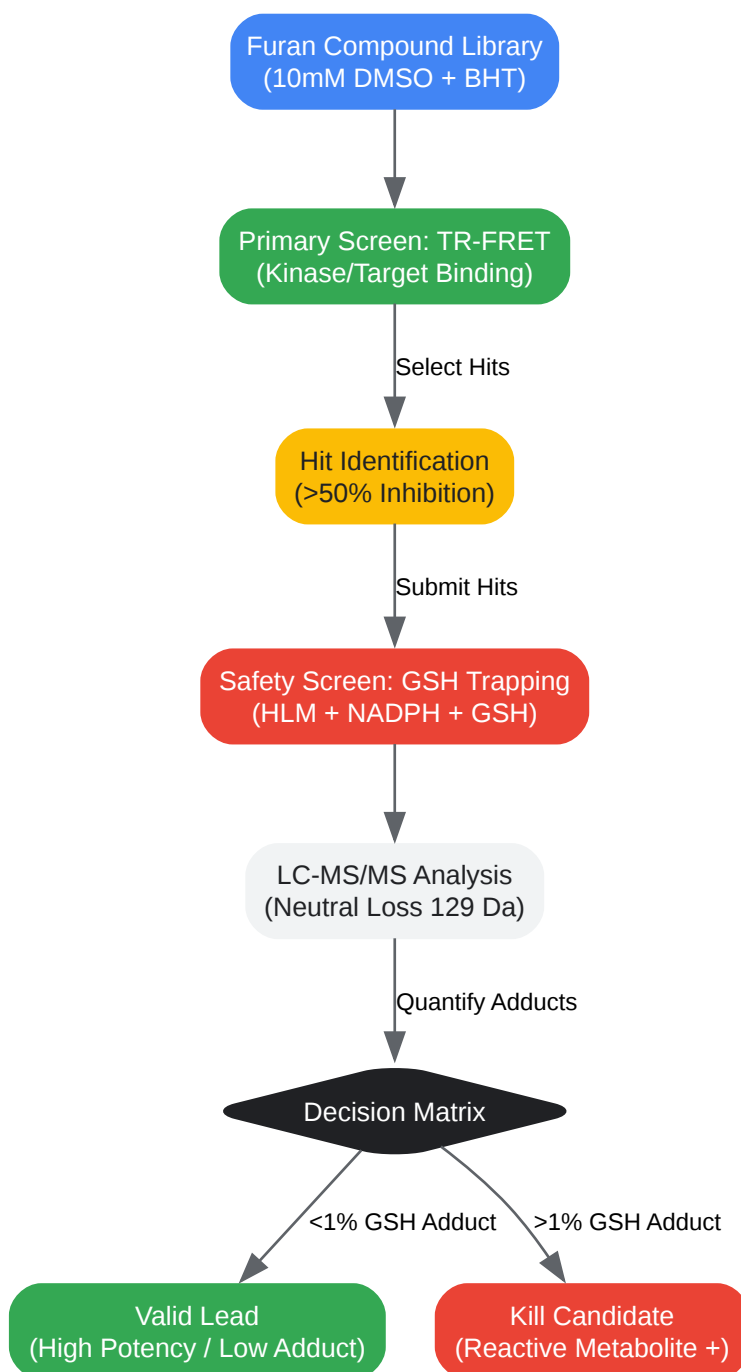 Furan Compound Library
(10mM DMSO + BHT)
Primary Screen: TR-FRET
(Kinase/Target Binding)
Select Hits
Hit Identification
(>50% Inhibition)
Submit Hits
Safety Screen: GSH Trapping
(HLM + NADPH + GSH)
LC-MS/MS Analysis
(Neutral Loss 129 Da)
Quantify Adducts
Decision Matrix
<1% GSH Adduct
>1% GSH Adduct
Valid Lead
(High Potency / Low Adduct)
Kill Candidate
(Reactive Metabolite +)